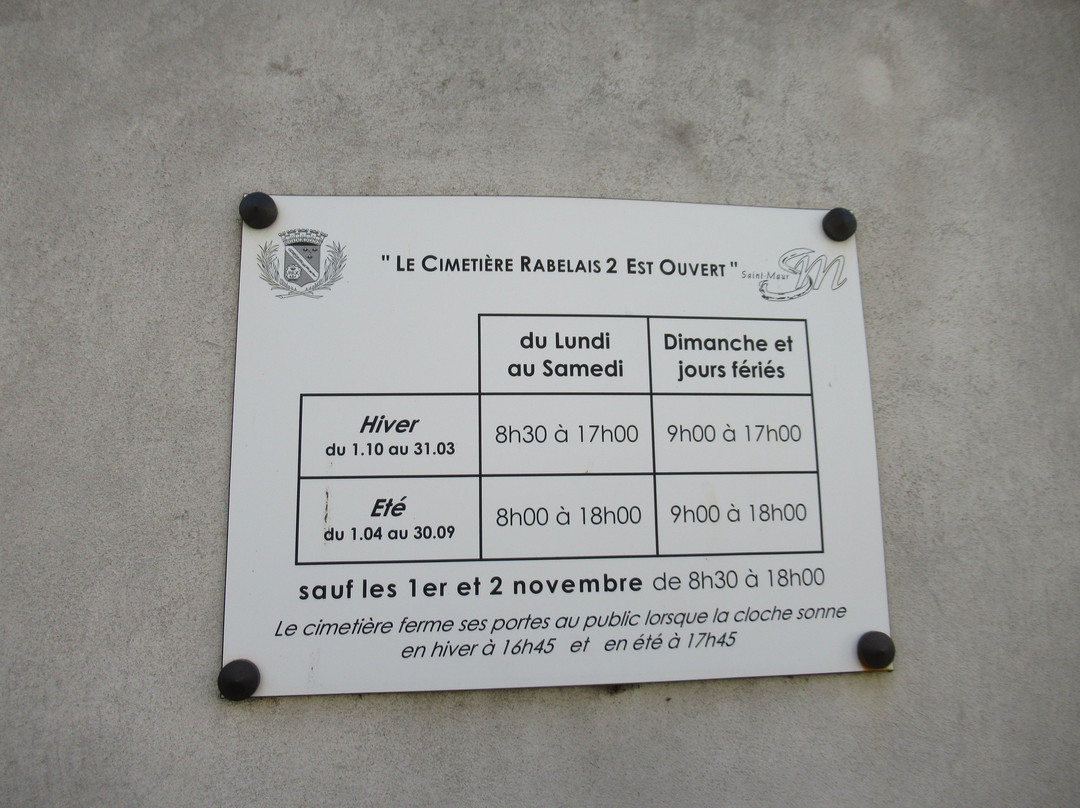 " LE CIMETIÈRE RABELAIS 2 EST OUVERT "
Saint-Maur
du Lundi
au Samedi
Dimanche et
jours fériés
Hiver
du 1.10 au 31.03
8h30 à 17h00
9h00 à 17h00
Eté
du 1.04 au 30.09
8h00 à 18h00
9h00 à 18h00
sauf les 1er et 2 novembre de 8h30 à 18h00
Le cimetière ferme ses portes au public lorsque la cloche sonne
en hiver à 16h45 et en été à 17h45